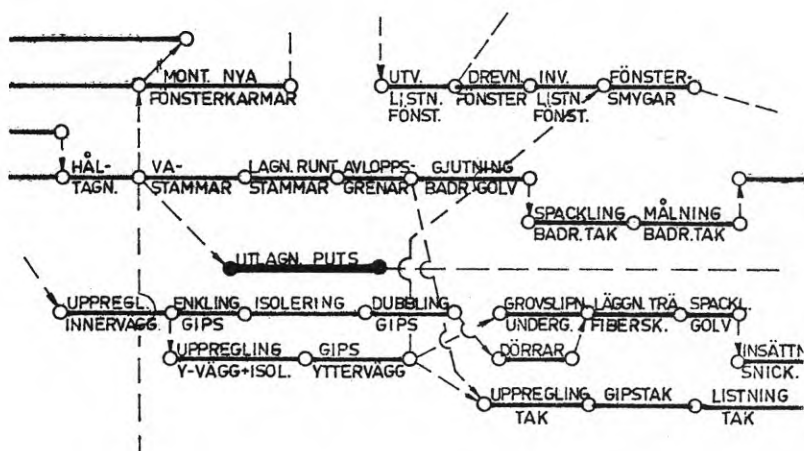 MONT. NYA
FÖNSTERKARMAR
UTV.
LISTN.
FÖNST.
DREVN.
FÖNSTER
INV.
LISTN.
FÖNST.
FÖNSTER-
SMYGAR
HÅL-
TAGN.
VA-
STAMMAR
LAGN. RUNT
STAMMAR
AVLOPPS-
GRENAR
GJUTNING
BADR. GOLV
SPACKLING
BADR. TAK
MÅLNING
BADR. TAK
UTLAGN. PUTS
UPPREGL.
INNERVÄGG.
ENKLING
GIPS
ISOLERING
DUBBLING
GIPS
GROVSLIPN.
UNDERG.
LÄGGN. TRÄ
FIBERSK.
SPACKL.
GOLV
UPPREGLING
Y-VÄGG+ISOL.
GIPS
YTTERVÄGG
DÖRRAR
INSÄTTN
SNICK.
UPPREGLING
TAK
GIPSTAK
LISTNING
TAK